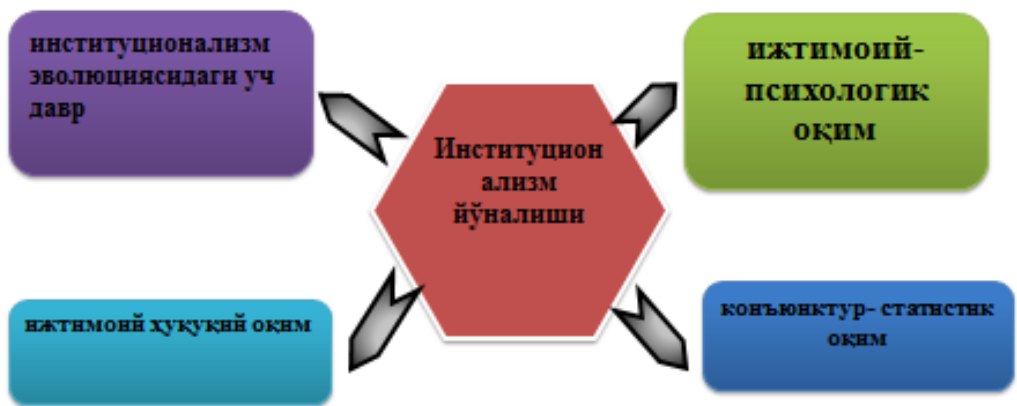 институционализм
эволюциясидаги уч
давр
ижтимоий-
психологик
оқим
Институцион
ализм
йўналиши
ижтимоий ҳуқуқий оқим
конъюнктур- статистик
оқим